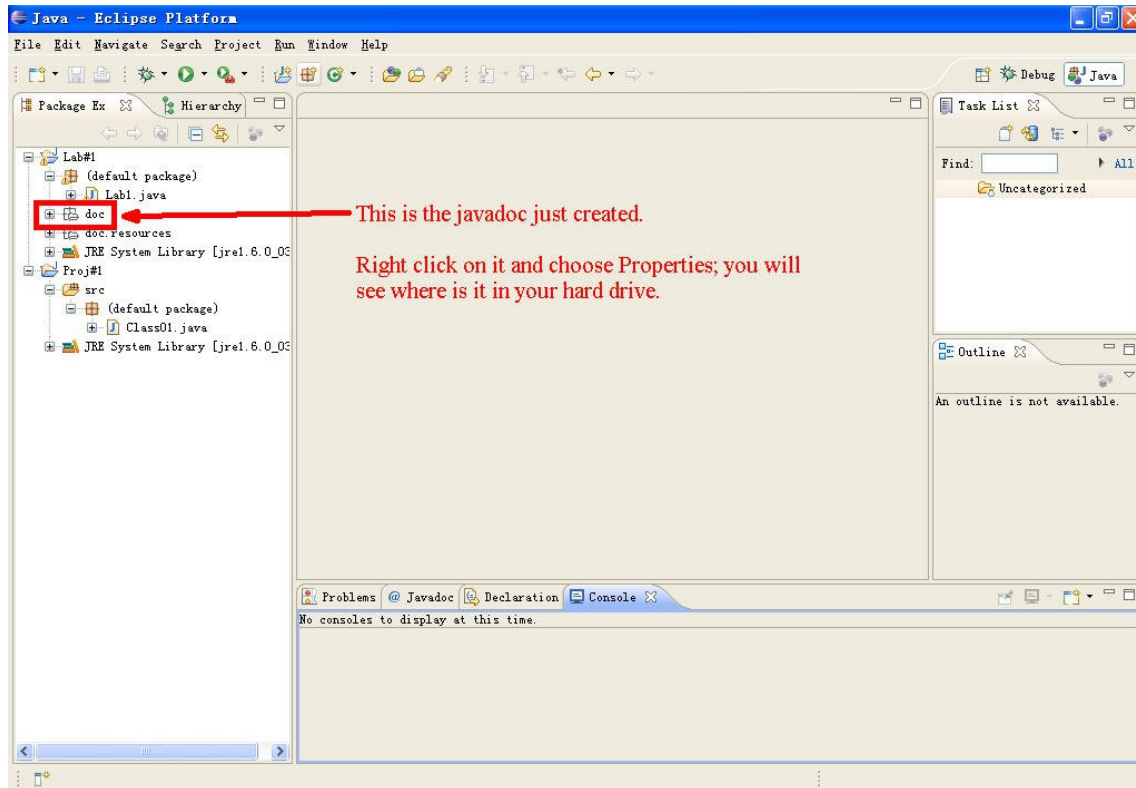 Java - Eclipse Platform
File Edit Navigate Search Project Run Window Help
Debug Java
Package Ex Hierarchy
Lab#1
(default package)
Lab1.java
doc
doc.resources
JRE System Library [jre1.6.0_03
Proj#1
src
(default package)
Class01.java
JRE System Library [jre1.6.0_03
This is the javadoc just created.
Right click on it and choose Properties; you will
see where is it in your hard drive.
Task List
Find: All
Uncategorized
Outline
An outline is not available.
Problems @ Javadoc Declaration Console
No consoles to display at this time.